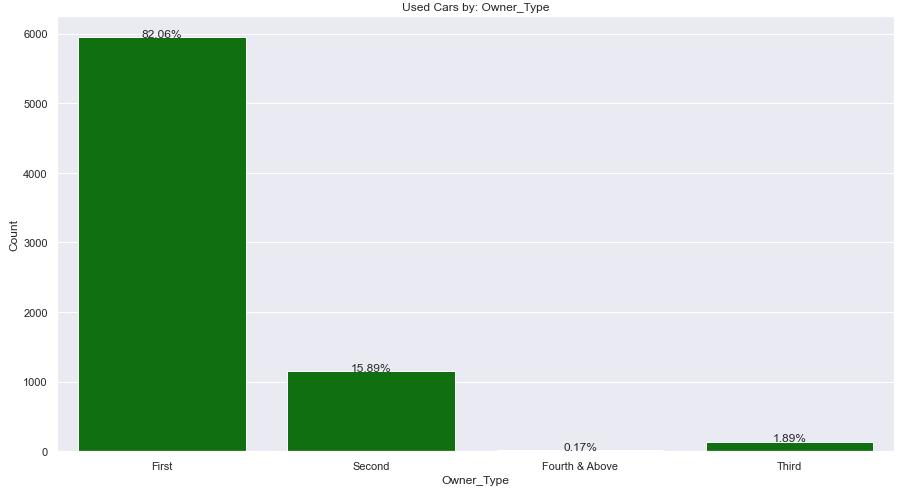 Used Cars by: Owner_Type
6000
5000
4000
3000
2000
1000
0
Count
82.06%
15.89%
0.17%
1.89%
First
Second
Fourth & Above
Third
Owner_Type